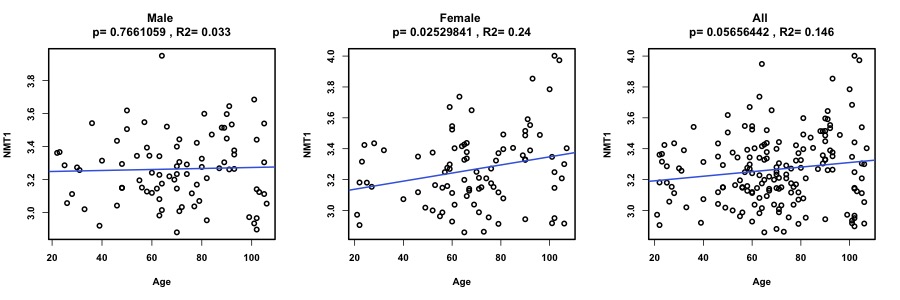 Male
p= 0.7661059 , R2= 0.033
NMT1
3.0 3.2 3.4 3.6 3.8
20 40 60 80 100
Age
Female
p= 0.02529841 , R2= 0.24
NMT1
3.0 3.2 3.4 3.6 3.8 4.0
20 40 60 80 100
Age
All
p= 0.05656442 , R2= 0.146
NMT1
3.0 3.2 3.4 3.6 3.8 4.0
20 40 60 80 100
Age